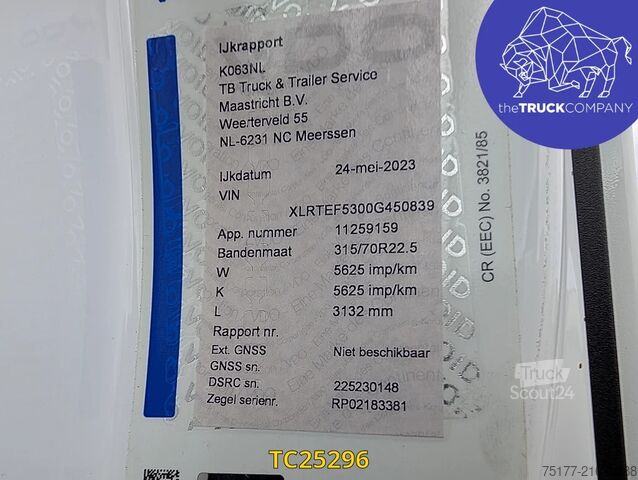 IJkrapport
K063NL
TB Truck & Trailer Service
Maastricht B.V.
Weerterveld 55
NL-6231 NC Meerssen
IJkdatum 24-mei-2023
VIN
XLRTEF5300G450839
App. nummer 11259159
Bandenmaat 315/70R22.5
W 5625 imp/km
K 5625 imp/km
L 3132 mm
Rapport nr.
Ext. GNSS Niet beschikbaar
GNSS sn.
DSRC sn. 225230148
Zegel serienr. RP02183381
CR (EEC) No. 3821/85
theTRUCKCOMPANY
Truck
Scout24
TC25296